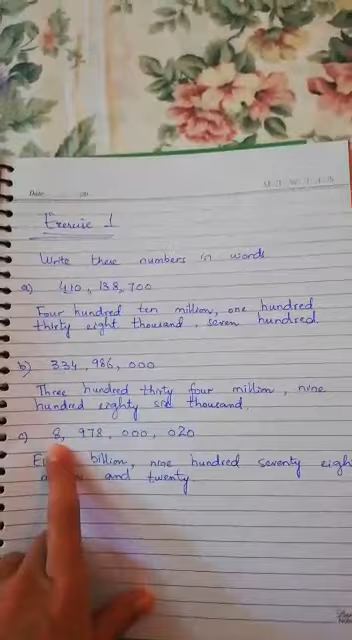 Date
M T W T F S
Exercise 1
Write these numbers in words
a) 410, 138, 700
Four hundred ten million, one hundred
thirty eight thousand, seven hundred.
b) 334, 986, 000
Three hundred thirty four million, nine
hundred eighty six thousand.
c) 8, 978, 000, 020
billion, nine hundred seventy eight
and twenty.